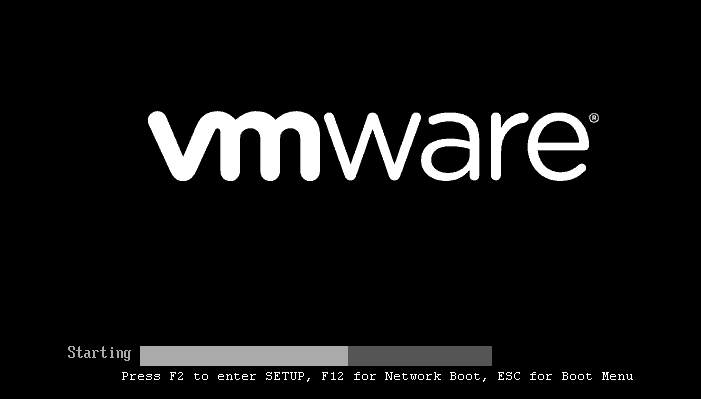 vmware®
Starting
Press F2 to enter SETUP, F12 for Network Boot, ESC for Boot Menu